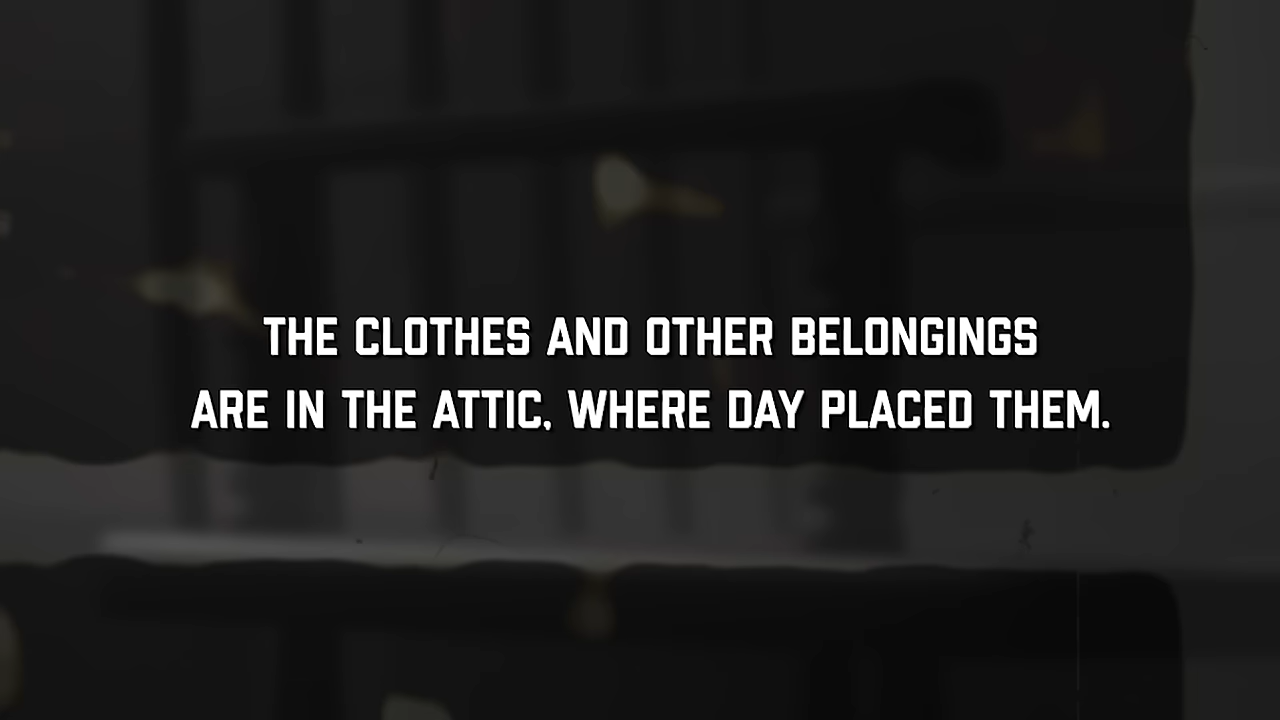 THE CLOTHES AND OTHER BELONGINGS
ARE IN THE ATTIC, WHERE DAY PLACED THEM.